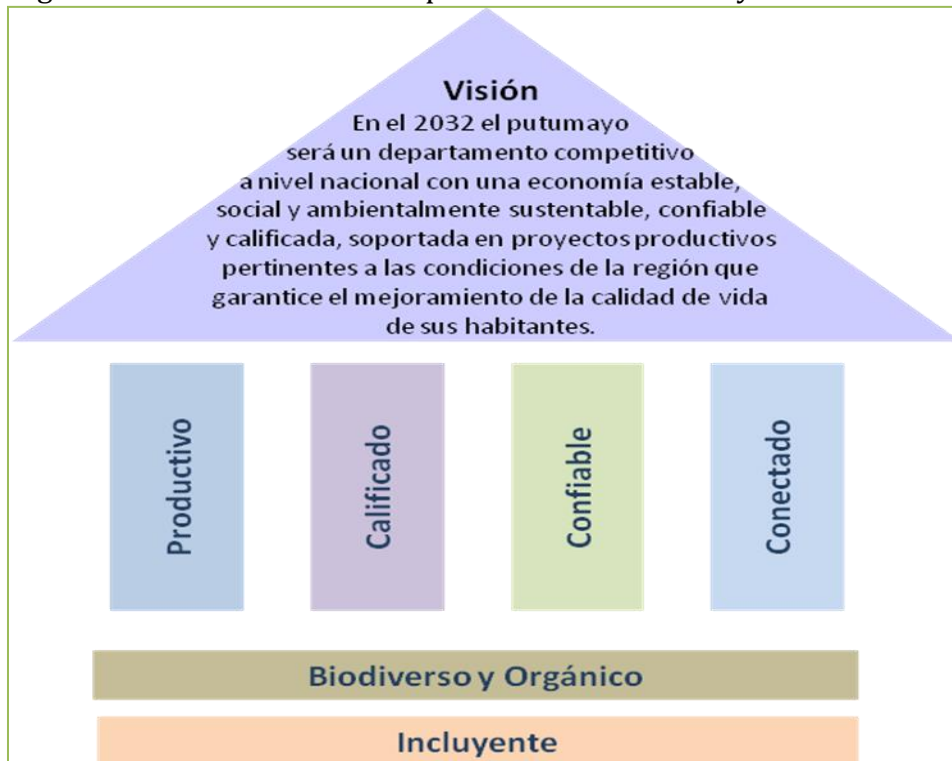 Visión
En el 2032 el putumayo
será un departamento competitivo
a nivel nacional con una economía estable,
social y ambientalmente sustentable, confiable
y calificada, soportada en proyectos productivos
pertinentes a las condiciones de la región que
garantice el mejoramiento de la calidad de vida
de sus habitantes.
Productivo
Calificado
Confiable
Conectado
Biodiverso y Orgánico
Incluyente